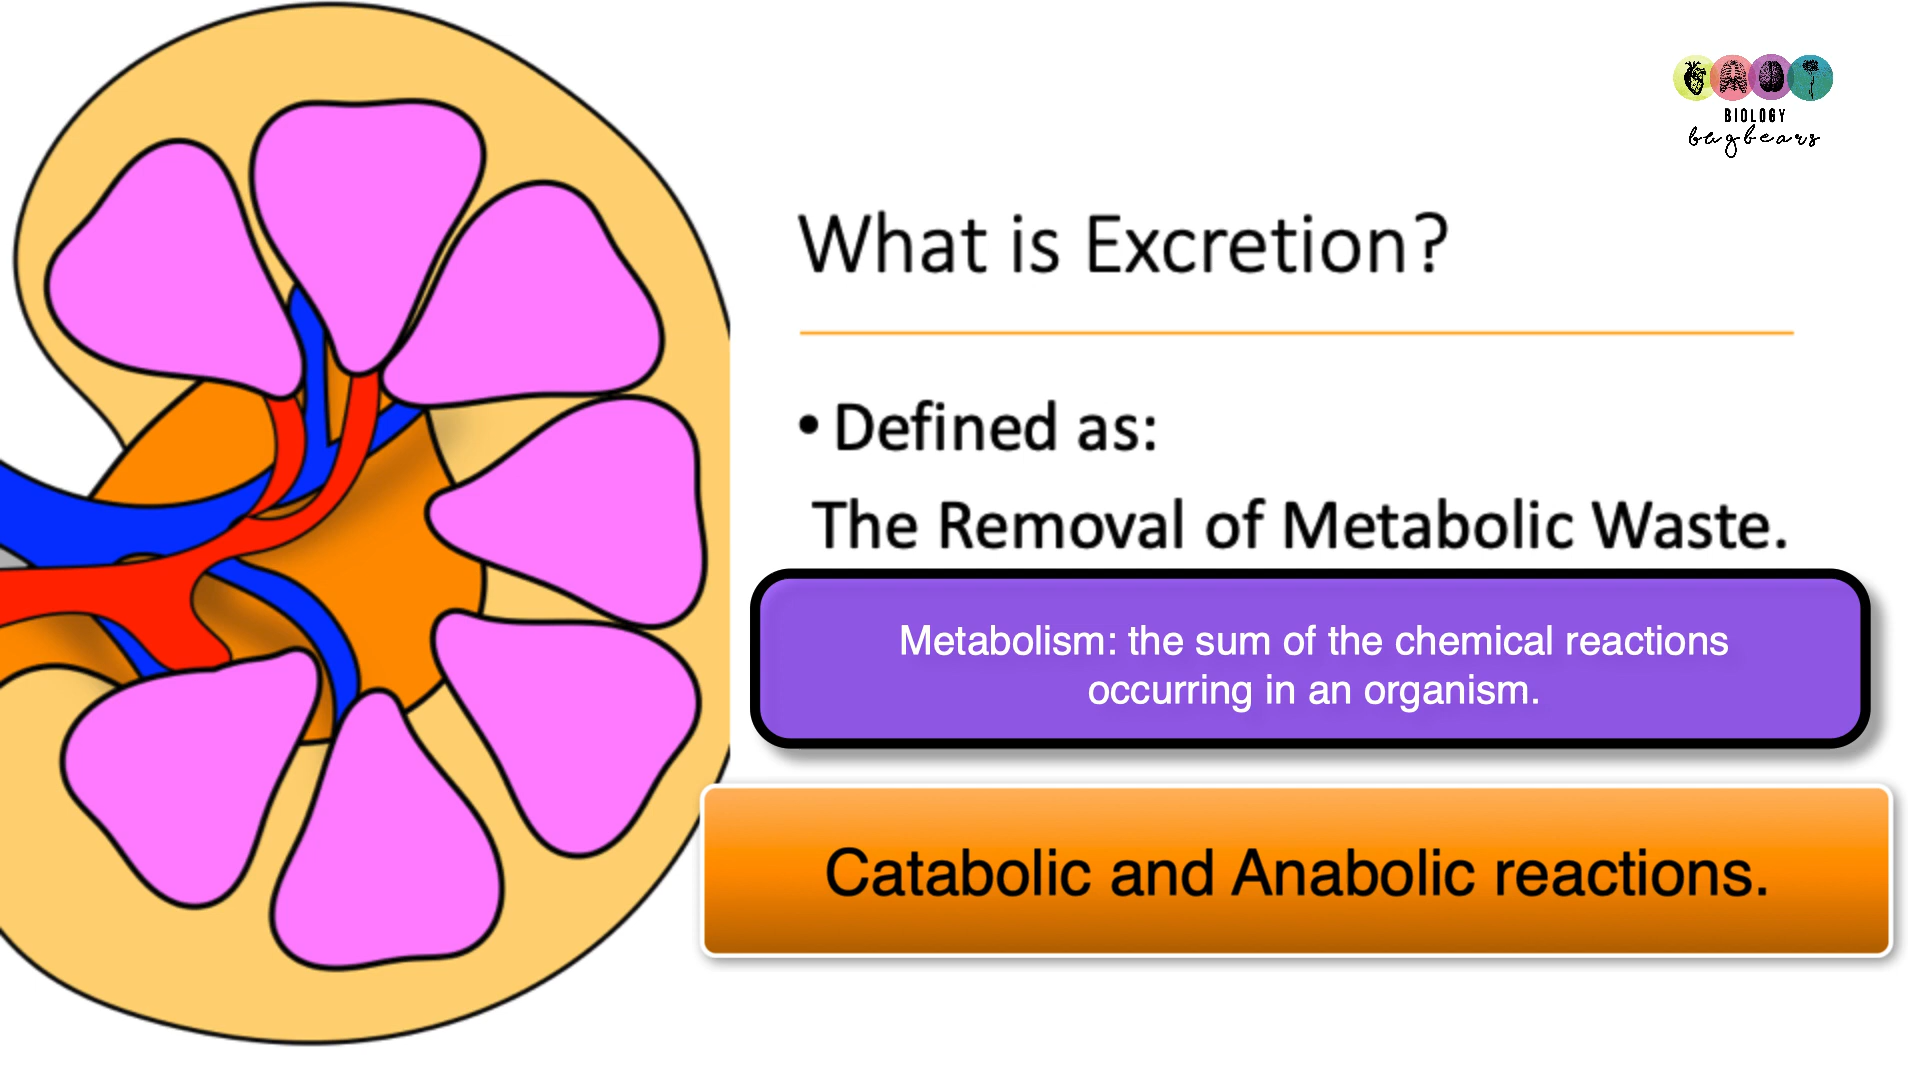 BIOLOGY
bugbears
What is Excretion?
• Defined as:
The Removal of Metabolic Waste.
Metabolism: the sum of the chemical reactions
occurring in an organism.
Catabolic and Anabolic reactions.